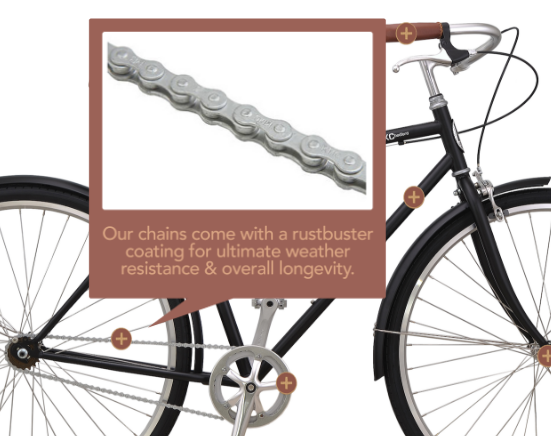 Our chains come with a rustbuster
coating for ultimate weather
resistance & overall longevity.